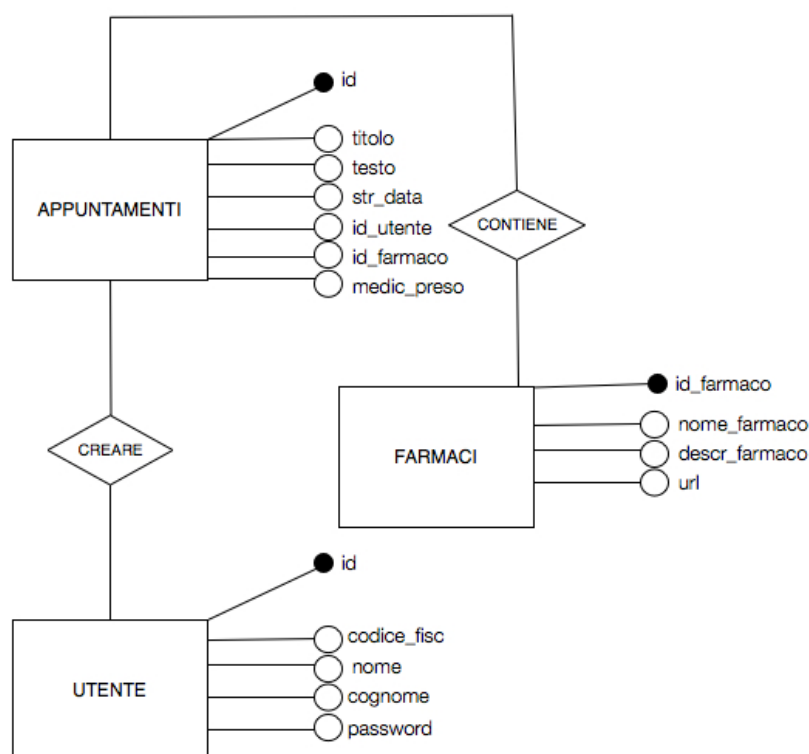 id
titolo
testo
str_data
id_utente
id_farmaco
medic_preso
APPUNTAMENTI
CONTIENE
id_farmaco
nome_farmaco
descr_farmaco
url
FARMACI
CREARE
id
codice_fisc
nome
cognome
password
UTENTE